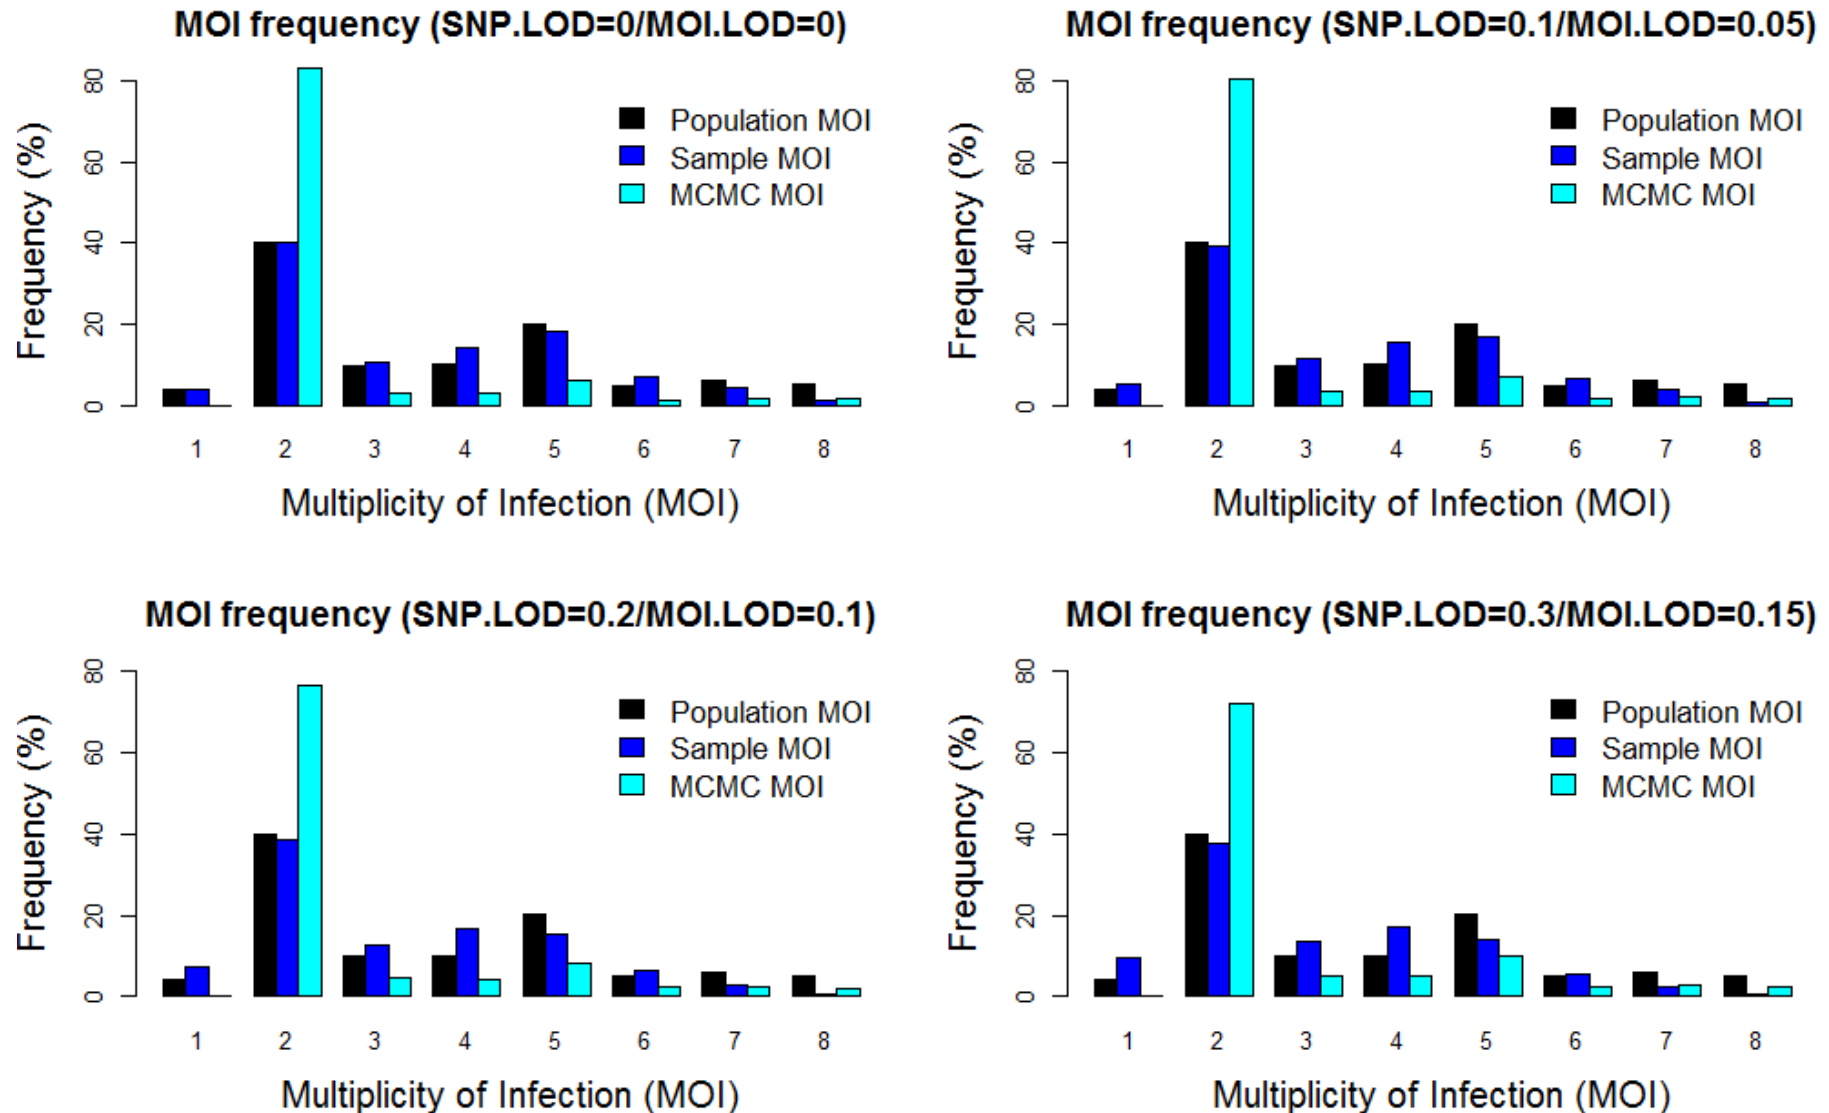 MOI frequency (SNP.LOD=0/MOI.LOD=0)
Frequency (%)
80
60
40
20
0
Population MOI
Sample MOI
MCMC MOI
1 2 3 4 5 6 7 8
Multiplicity of Infection (MOI)
MOI frequency (SNP.LOD=0.1/MOI.LOD=0.05)
Frequency (%)
80
60
40
20
0
Population MOI
Sample MOI
MCMC MOI
1 2 3 4 5 6 7 8
Multiplicity of Infection (MOI)
MOI frequency (SNP.LOD=0.2/MOI.LOD=0.1)
Frequency (%)
80
60
40
20
0
Population MOI
Sample MOI
MCMC MOI
1 2 3 4 5 6 7 8
Multiplicity of Infection (MOI)
MOI frequency (SNP.LOD=0.3/MOI.LOD=0.15)
Frequency (%)
80
60
40
20
0
Population MOI
Sample MOI
MCMC MOI
1 2 3 4 5 6 7 8
Multiplicity of Infection (MOI)